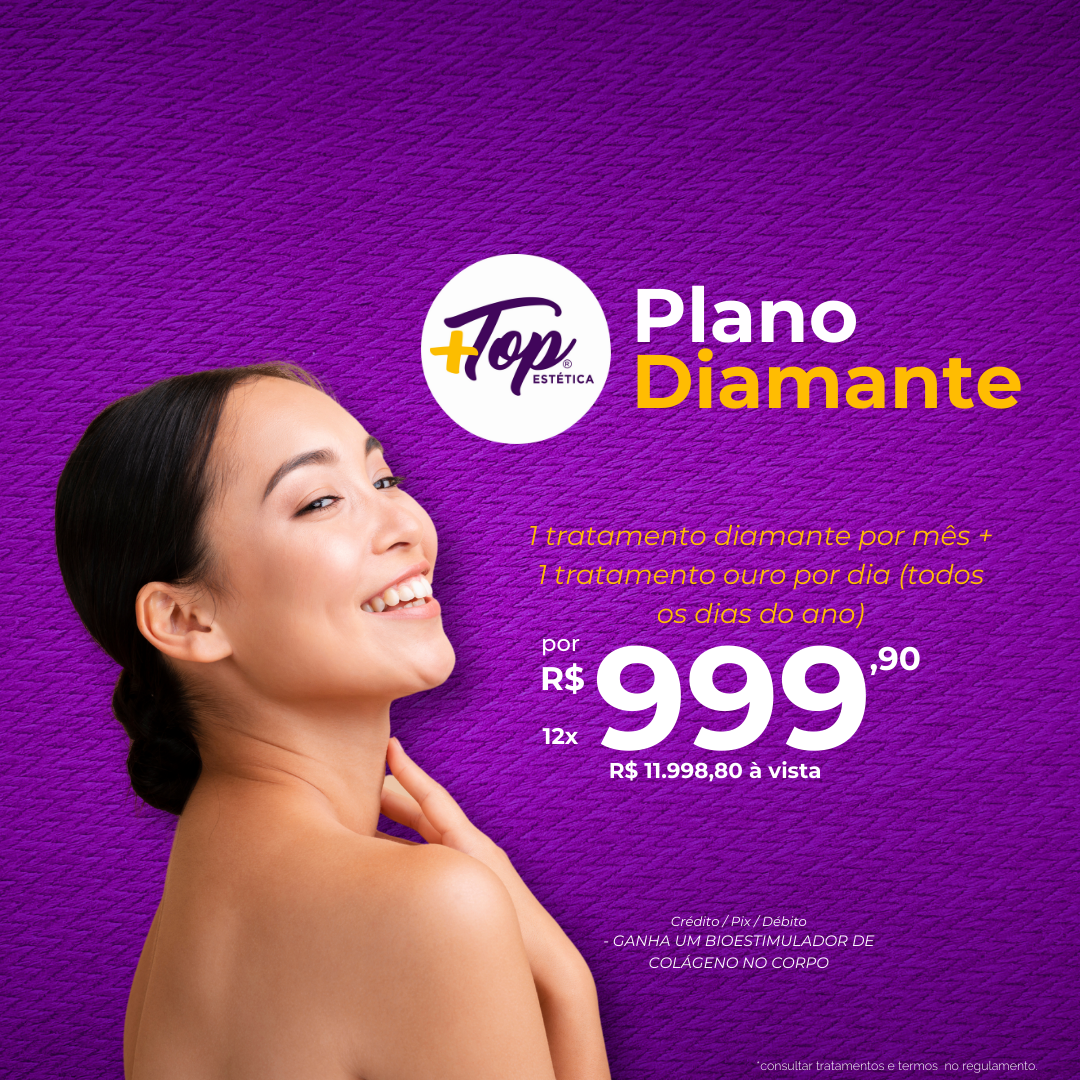 +Top®
ESTÉTICA
Plano
Diamante
1 tratamento diamante por mês +
1 tratamento ouro por dia (todos
os dias do ano)
por
R$ 999,90
12x
R$ 11.998,80 à vista
Crédito / Pix / Débito
- GANHA UM BIOESTIMULADOR DE
COLÁGENO NO CORPO
*consultar tratamentos e termos no regulamento.